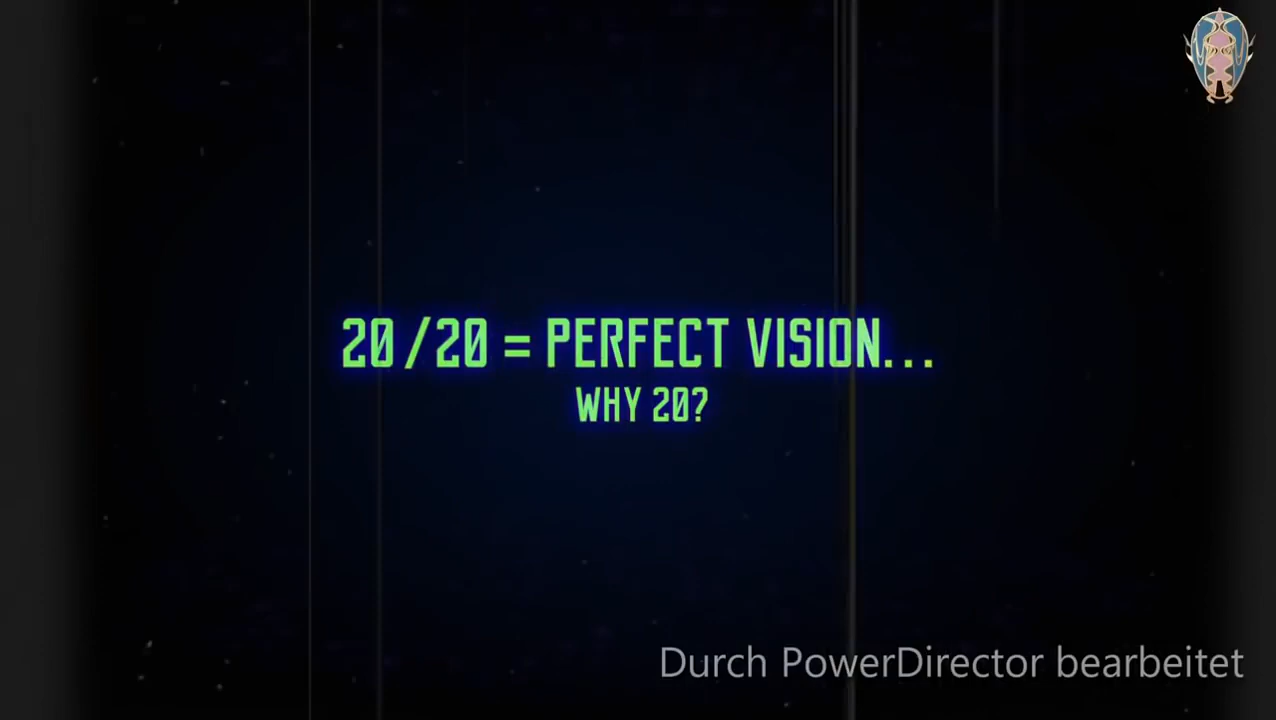 20/20 = PERFECT VISION...
WHY 20?
Durch PowerDirector bearbeitet